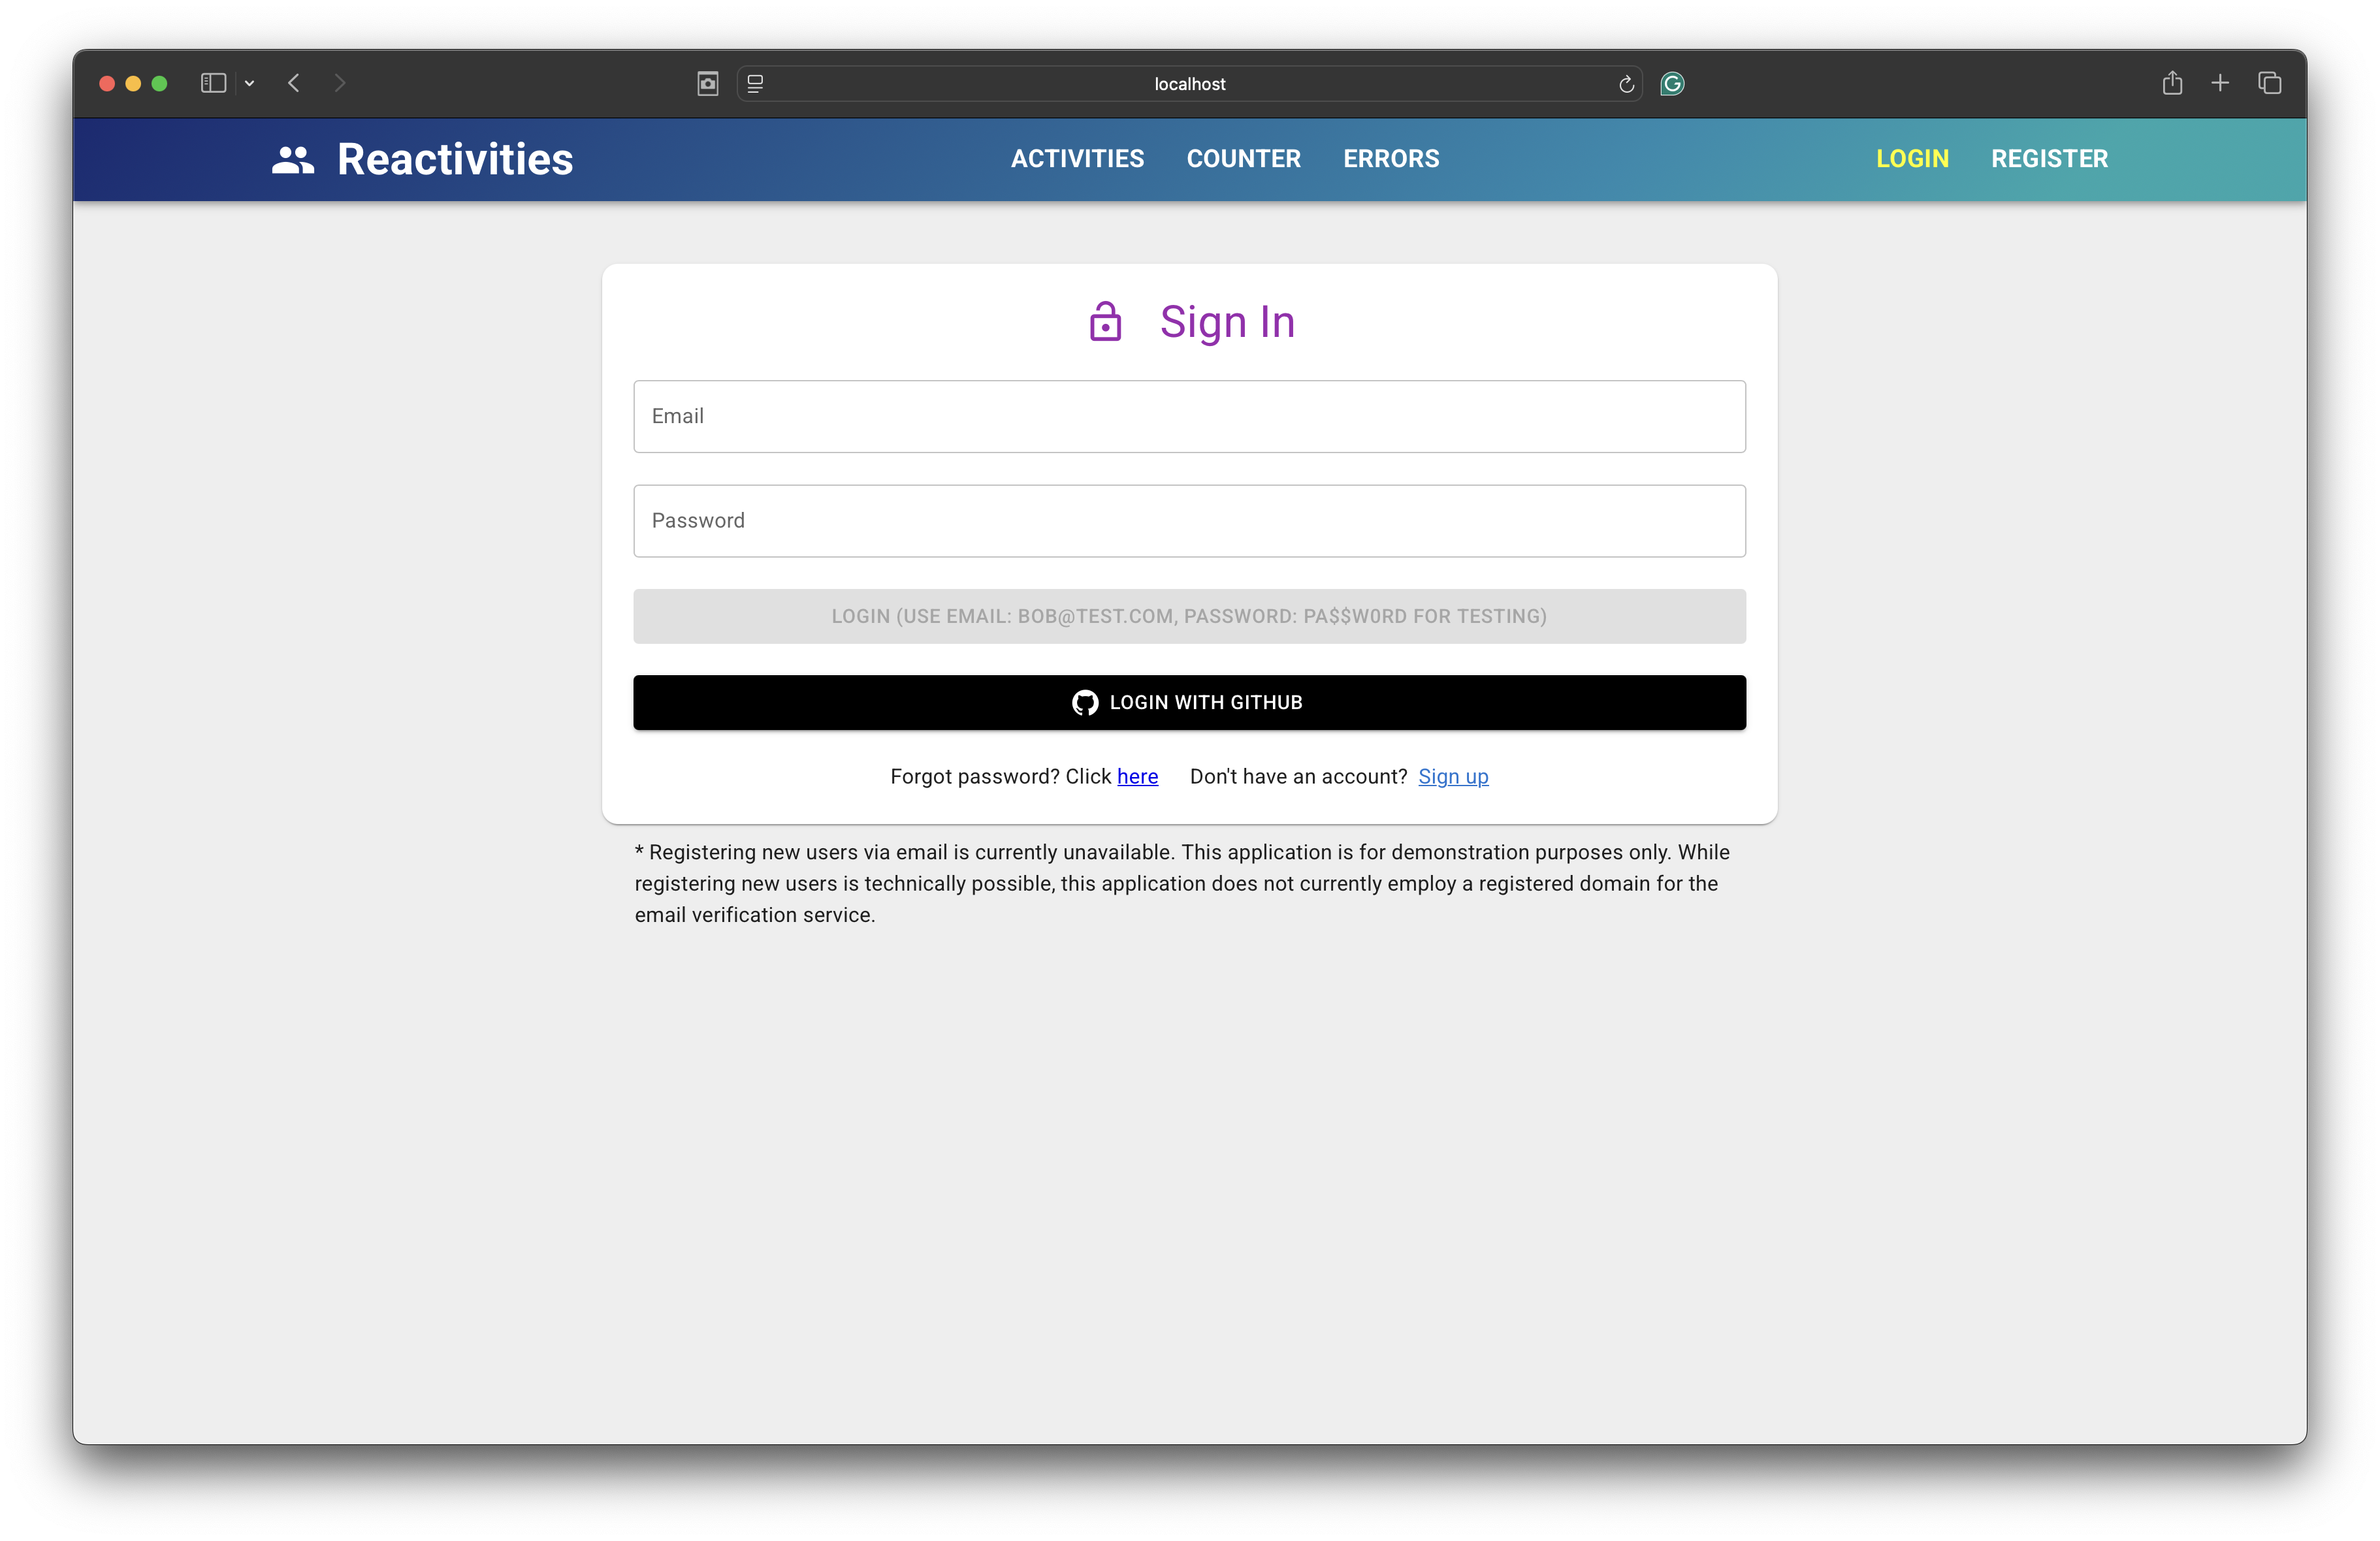 localhost
Reactivities
ACTIVITIES COUNTER ERRORS
LOGIN REGISTER
Sign In
Email
Password
LOGIN (USE EMAIL: BOB@TEST.COM, PASSWORD: PA$$W0RD FOR TESTING)
LOGIN WITH GITHUB
Forgot password? Click here Don't have an account? Sign up
* Registering new users via email is currently unavailable. This application is for demonstration purposes only. While
registering new users is technically possible, this application does not currently employ a registered domain for the
email verification service.